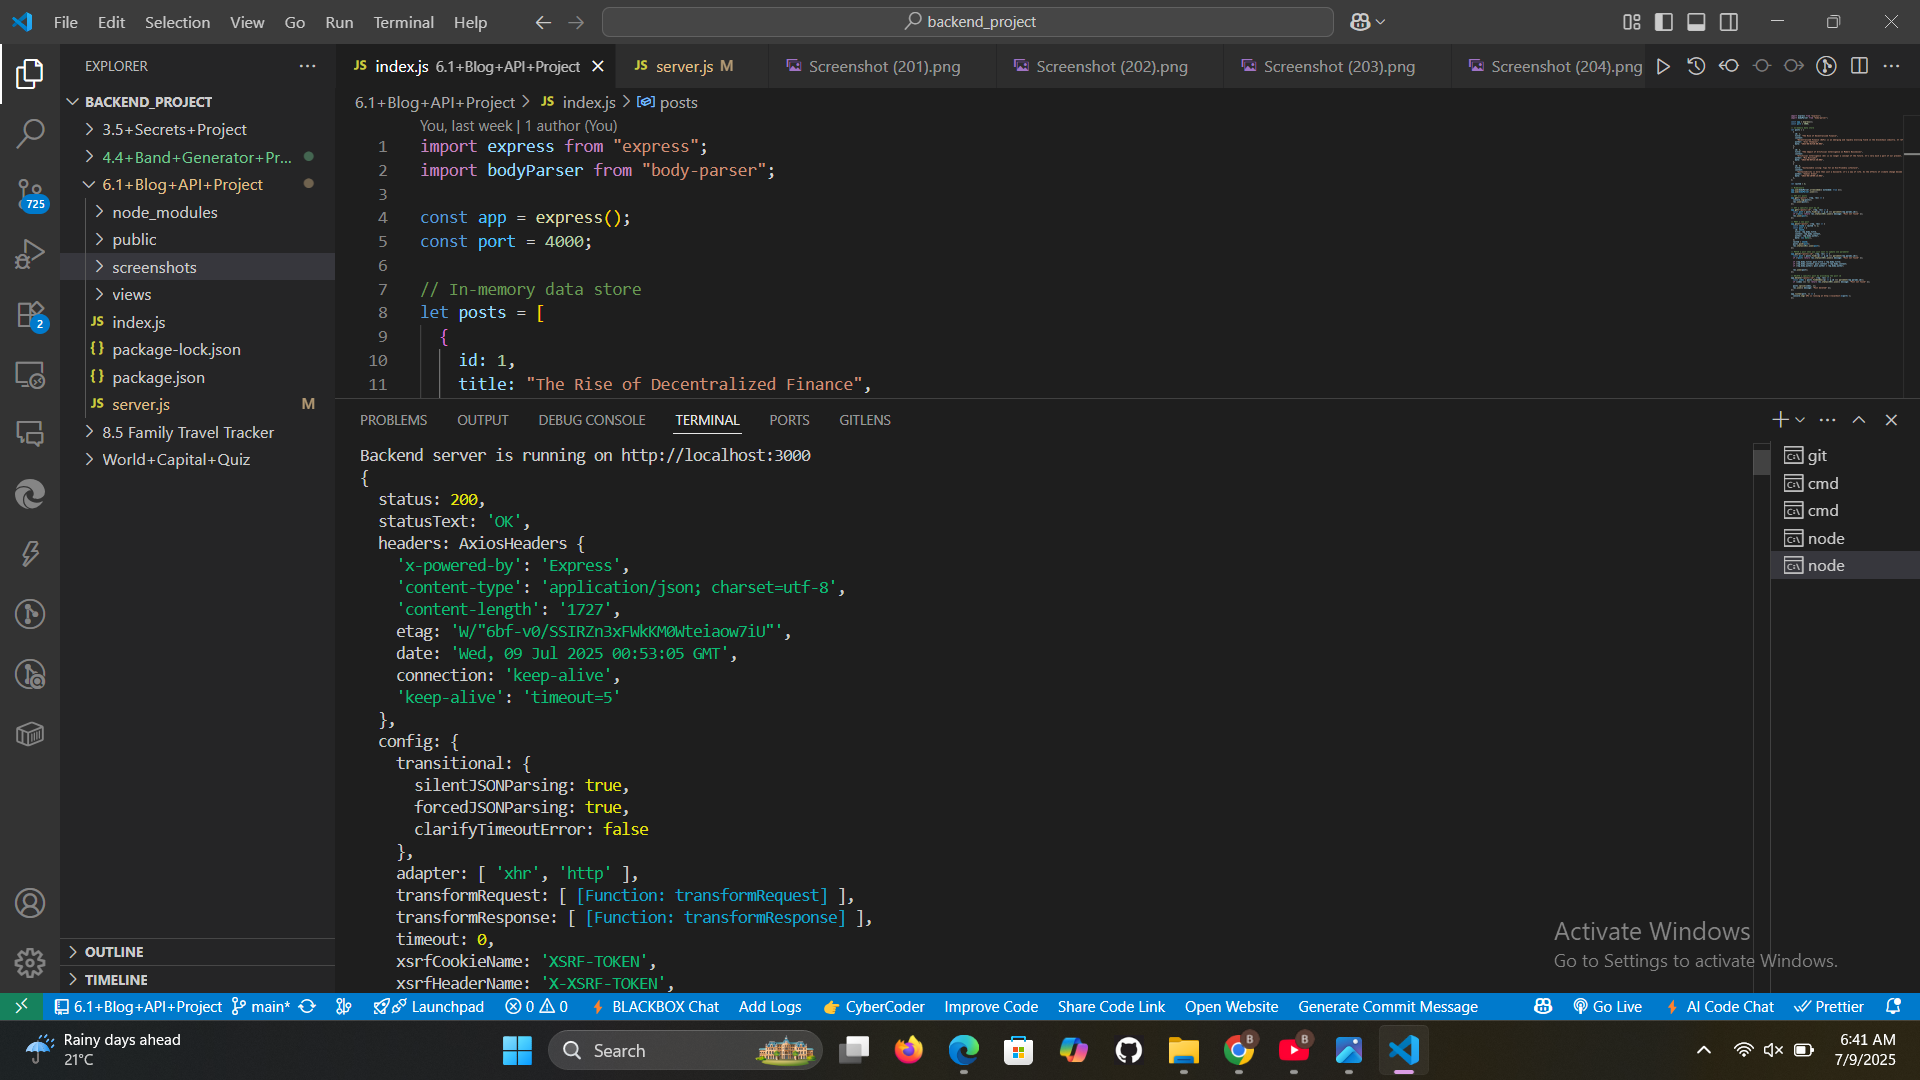 File Edit Selection View Go Run Terminal Help
backend_project
EXPLORER
BACKEND_PROJECT
3.5+Secrets+Project
4.4+Band+Generator+Pr...
6.1+Blog+API+Project
node_modules
public
screenshots
views
JS index.js
{} package-lock.json
{} package.json
JS server.js M
8.5 Family Travel Tracker
World+Capital+Quiz
OUTLINE
TIMELINE
725
2
JS index.js 6.1+Blog+API+Project
JS server.js M
Screenshot (201).png
Screenshot (202).png
Screenshot (203).png
Screenshot (204).png
6.1+Blog+API+Project > JS index.js > posts
You, last week | 1 author (You)
1 import express from "express";
2 import bodyParser from "body-parser";
3
4 const app = express();
5 const port = 4000;
6
7 // In-memory data store
8 let posts = [
9 {
10 id: 1,
11 title: "The Rise of Decentralized Finance",
PROBLEMS OUTPUT DEBUG CONSOLE TERMINAL PORTS GITLENS
Backend server is running on http://localhost:3000
{
status: 200,
statusText: 'OK',
headers: AxiosHeaders {
'x-powered-by': 'Express',
'content-type': 'application/json; charset=utf-8',
'content-length': '1727',
etag: 'W/"6bf-v0/SSIRZn3xFWkKM0Wteiaow7iU"',
date: 'Wed, 09 Jul 2025 00:53:05 GMT',
connection: 'keep-alive',
'keep-alive': 'timeout=5'
},
config: {
transitional: {
silentJSONParsing: true,
forcedJSONParsing: true,
clarifyTimeoutError: false
},
adapter: [ 'xhr', 'http' ],
transformRequest: [ [Function: transformRequest] ],
transformResponse: [ [Function: transformResponse] ],
timeout: 0,
xsrfCookieName: 'XSRF-TOKEN',
xsrfHeaderName: 'X-XSRF-TOKEN',
git
cmd
cmd
node
node
Activate Windows
Go to Settings to activate Windows.
6.1+Blog+API+Project main* Launchpad 0 0 BLACKBOX Chat Add Logs CyberCoder Improve Code Share Code Link Open Website Generate Commit Message Go Live AI Code Chat Prettier
Rainy days ahead
21°C
Search
6:41 AM
7/9/2025